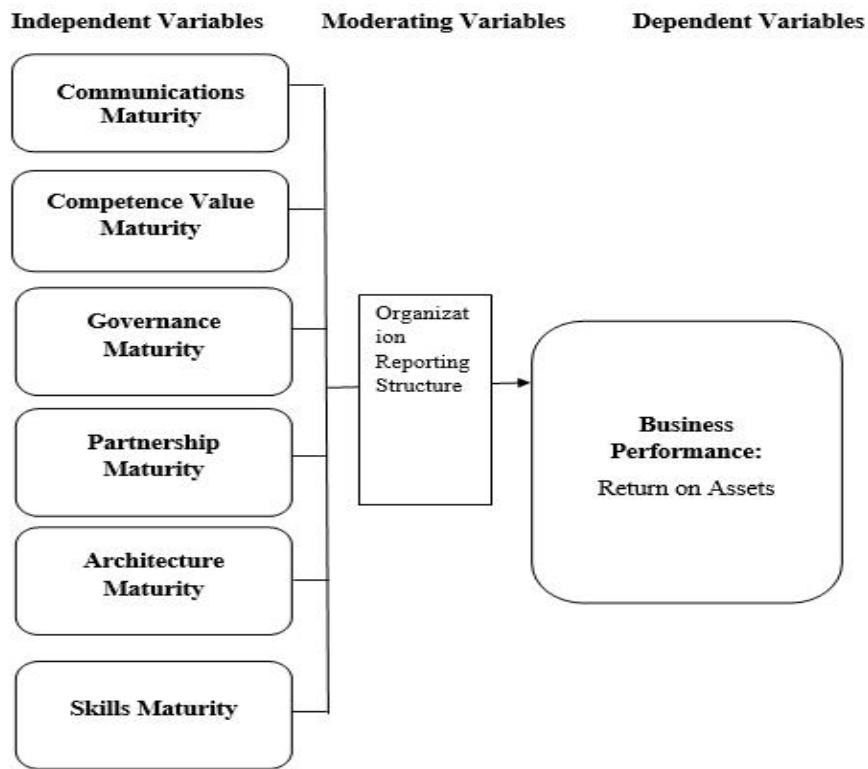 Independent Variables Moderating Variables Dependent Variables
Communications
Maturity
Competence Value
Maturity
Governance
Maturity
Partnership
Maturity
Architecture
Maturity
Skills Maturity
Organizat
ion
Reporting
Structure
Business
Performance:
Return on Assets